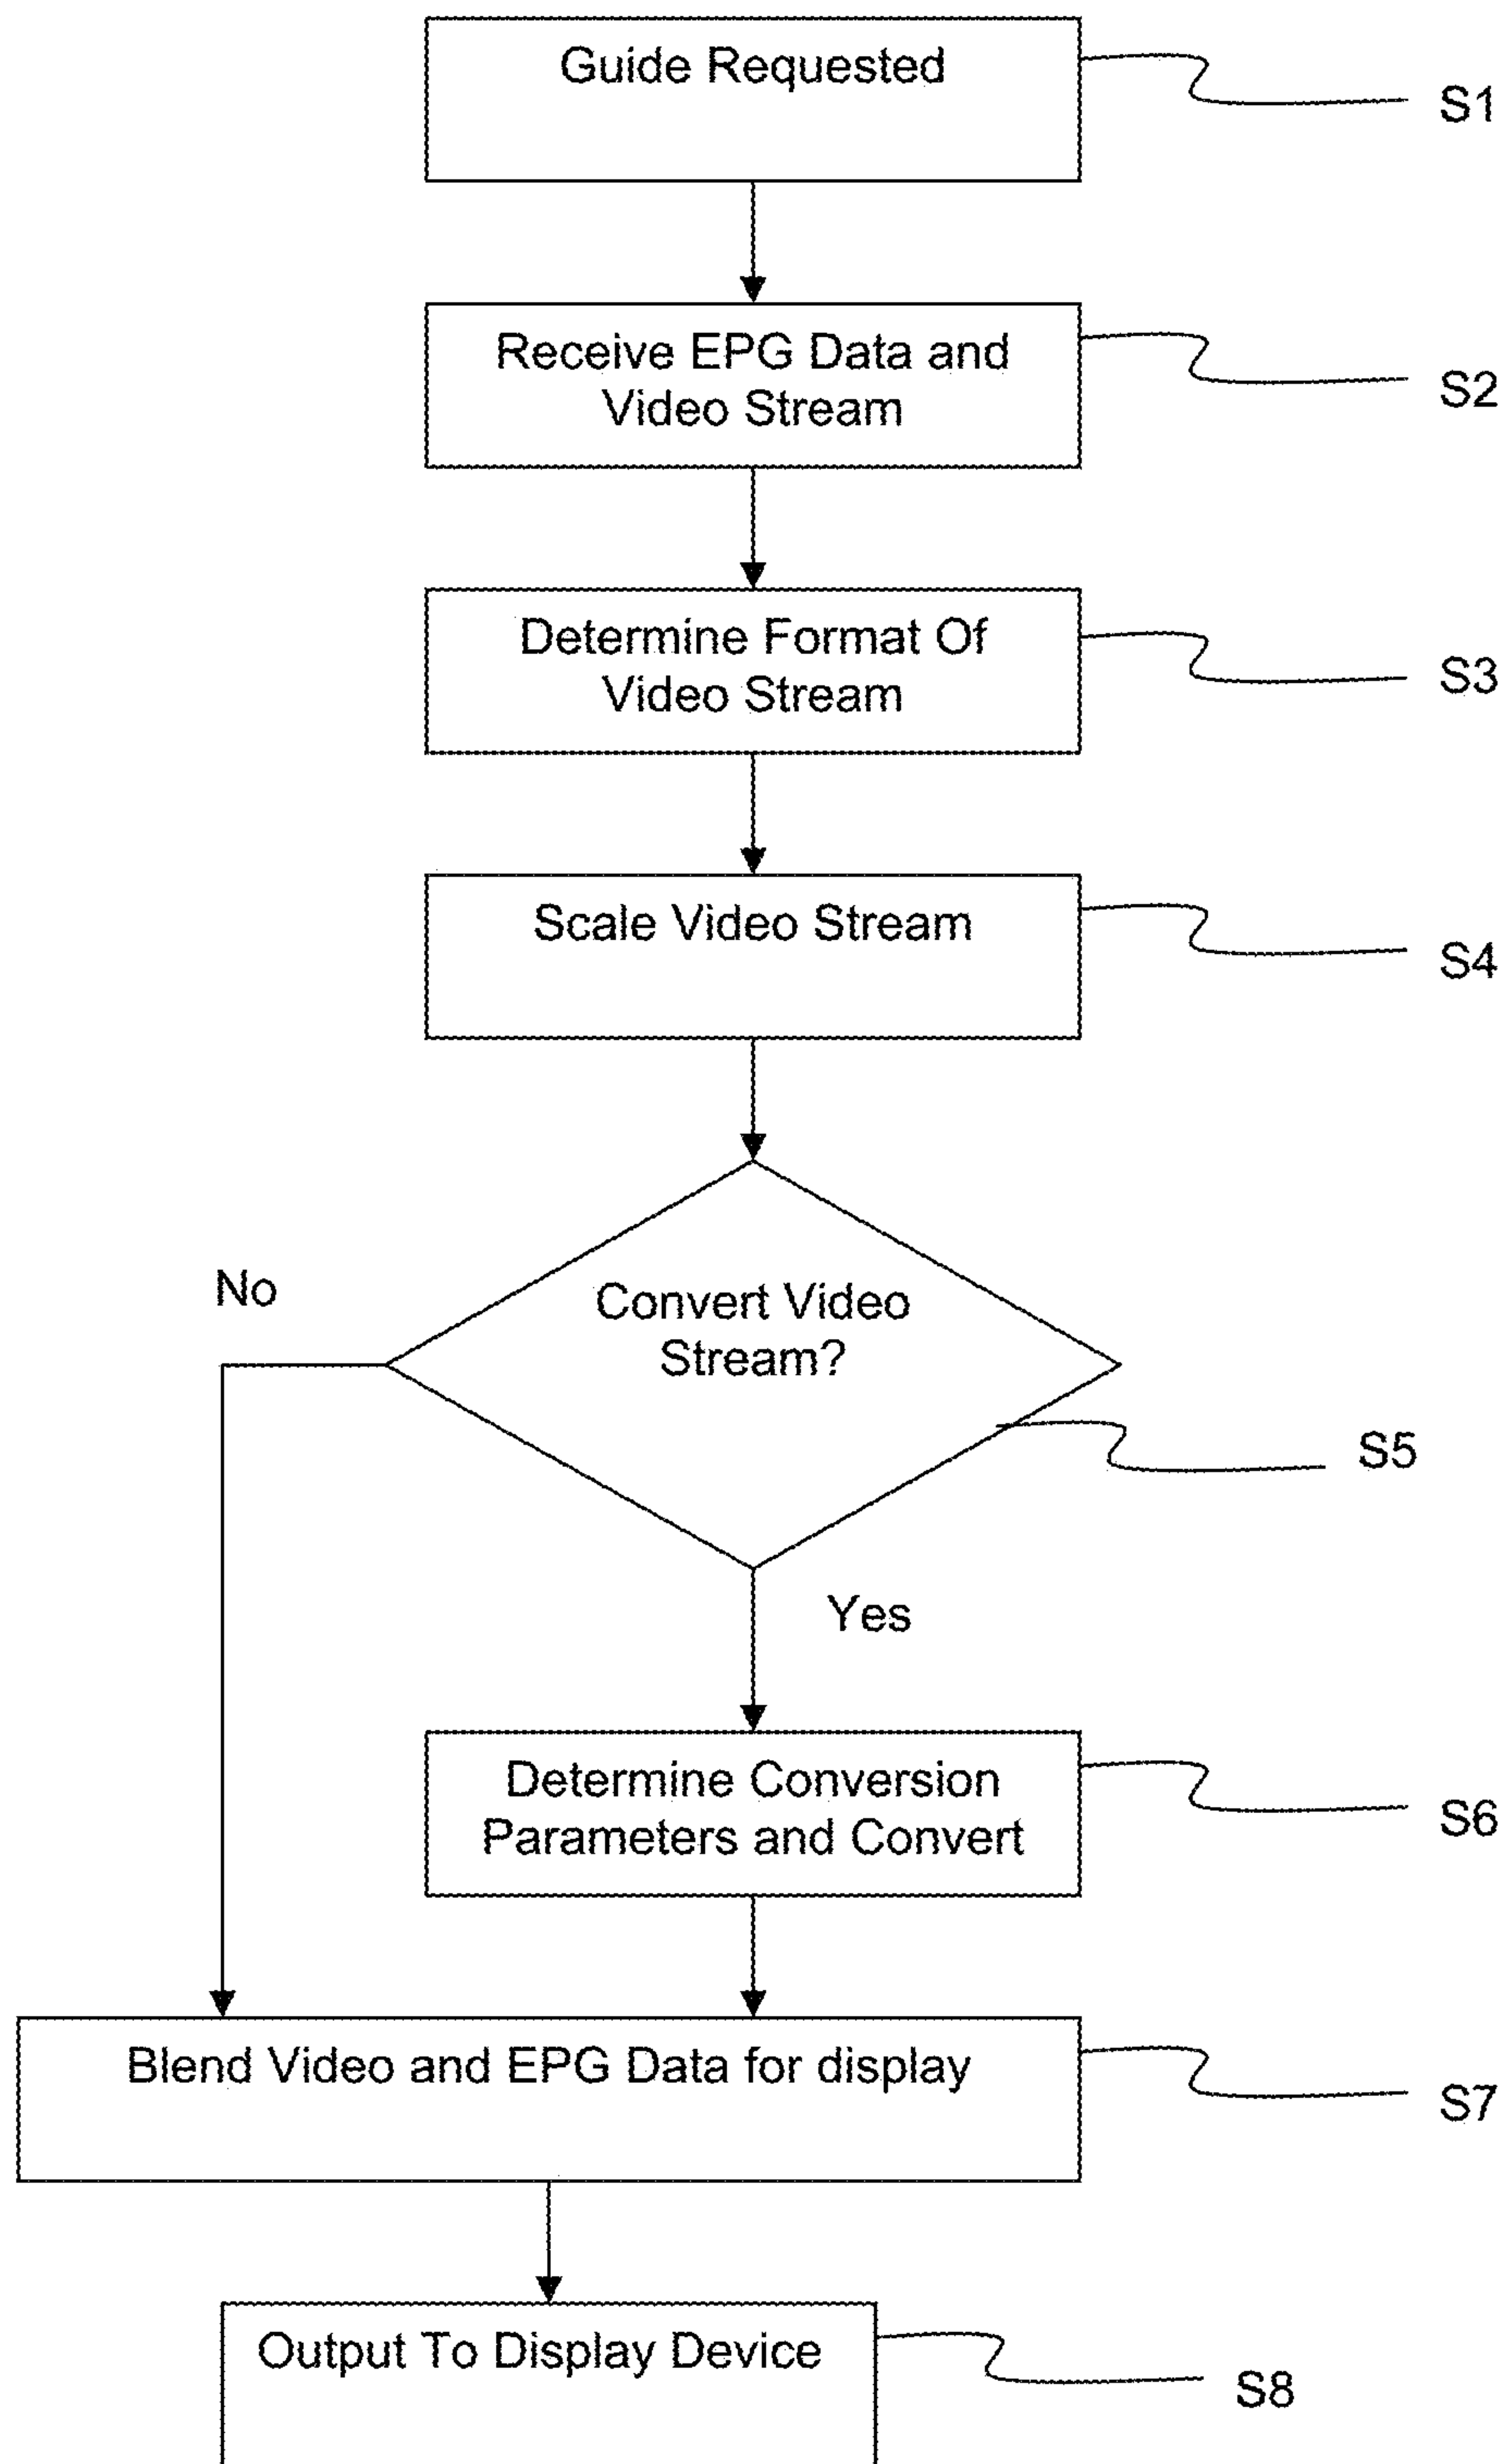 Guide Requested
S1
Receive EPG Data and
Video Stream
S2
Determine Format Of
Video Stream
S3
Scale Video Stream
S4
No
Convert Video
Stream?
S5
Yes
Determine Conversion
Parameters and Convert
S6
Blend Video and EPG Data for display
S7
Output To Display Device
S8